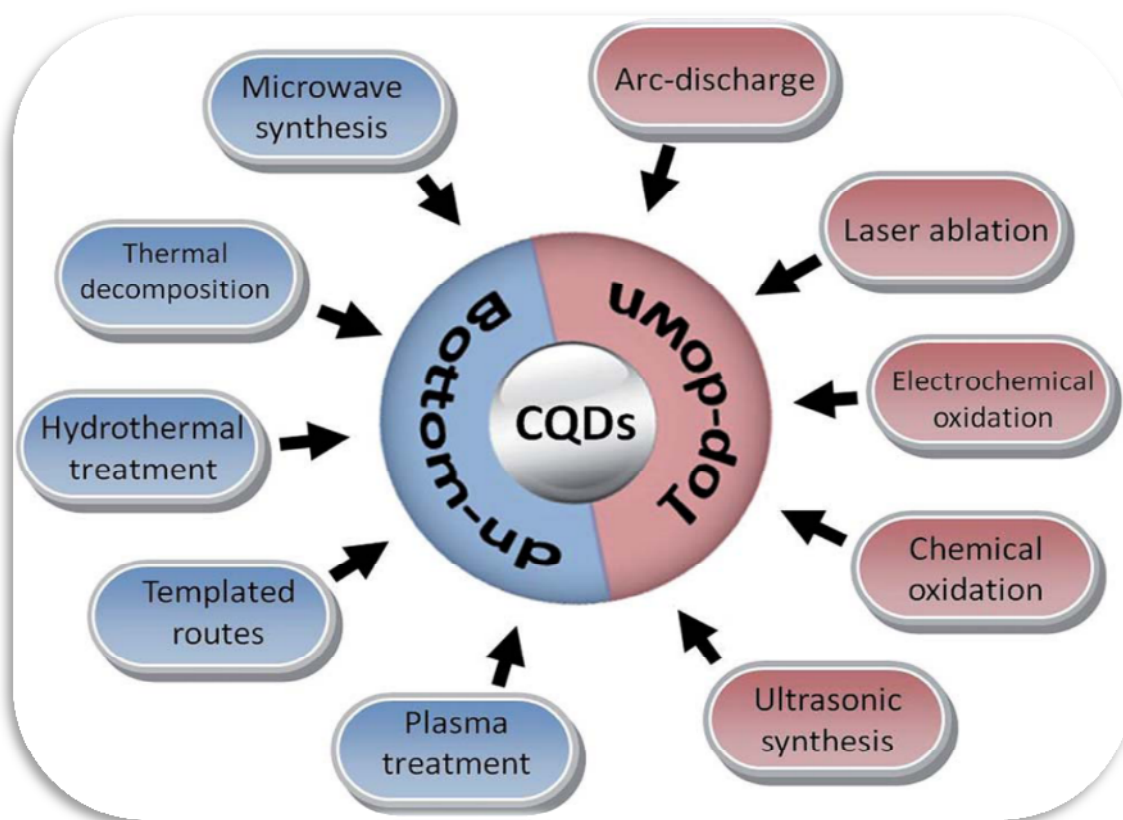 Microwave
synthesis
Arc-discharge
Thermal
decomposition
Laser ablation
Hydrothermal
treatment
Bottom-up
CQDs
Top-down
Electrochemical
oxidation
Templated
routes
Chemical
oxidation
Plasma
treatment
Ultrasonic
synthesis